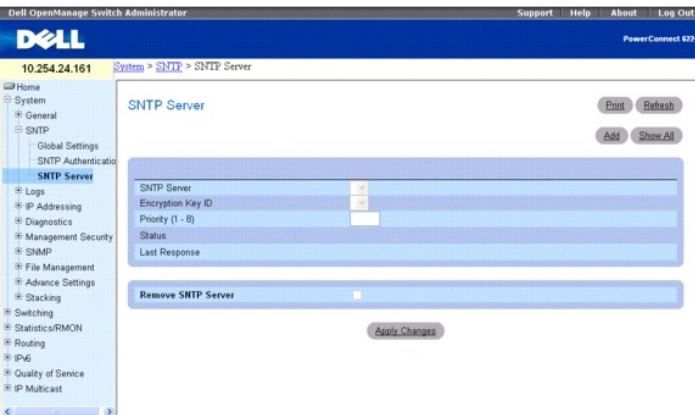 Dell OpenManage Switch Administrator
Support Help About Log Out
DELL
PowerConnect 622
10.254.24.161
System > SNTP > SNTP Server
Home
System
General
SNTP
Global Settings
SNTP Authenticatio
SNTP Server
Logs
IP Addressing
Diagnostics
Management Security
SNMP
File Management
Advance Settings
Stacking
Switching
Statistics/RMON
Routing
IPv6
Quality of Service
IP Multicast
SNTP Server
Print Refresh
Add Show All
SNTP Server
Encryption Key ID
Priority (1 - 8)
Status
Last Response
Remove SNTP Server
Apply Changes